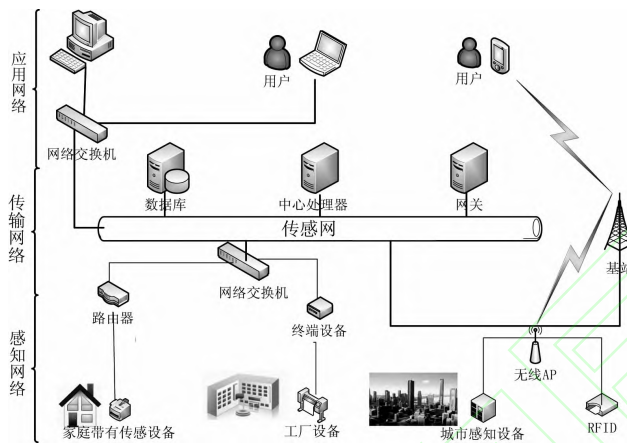 应用网络
用户
用户
网络交换机
传输网络
数据库
中心处理器
网关
传感网
基站
网络交换机
路由器
终端设备
感知网络
无线AP
家庭带有传感设备
工厂设备
城市感知设备
RFID